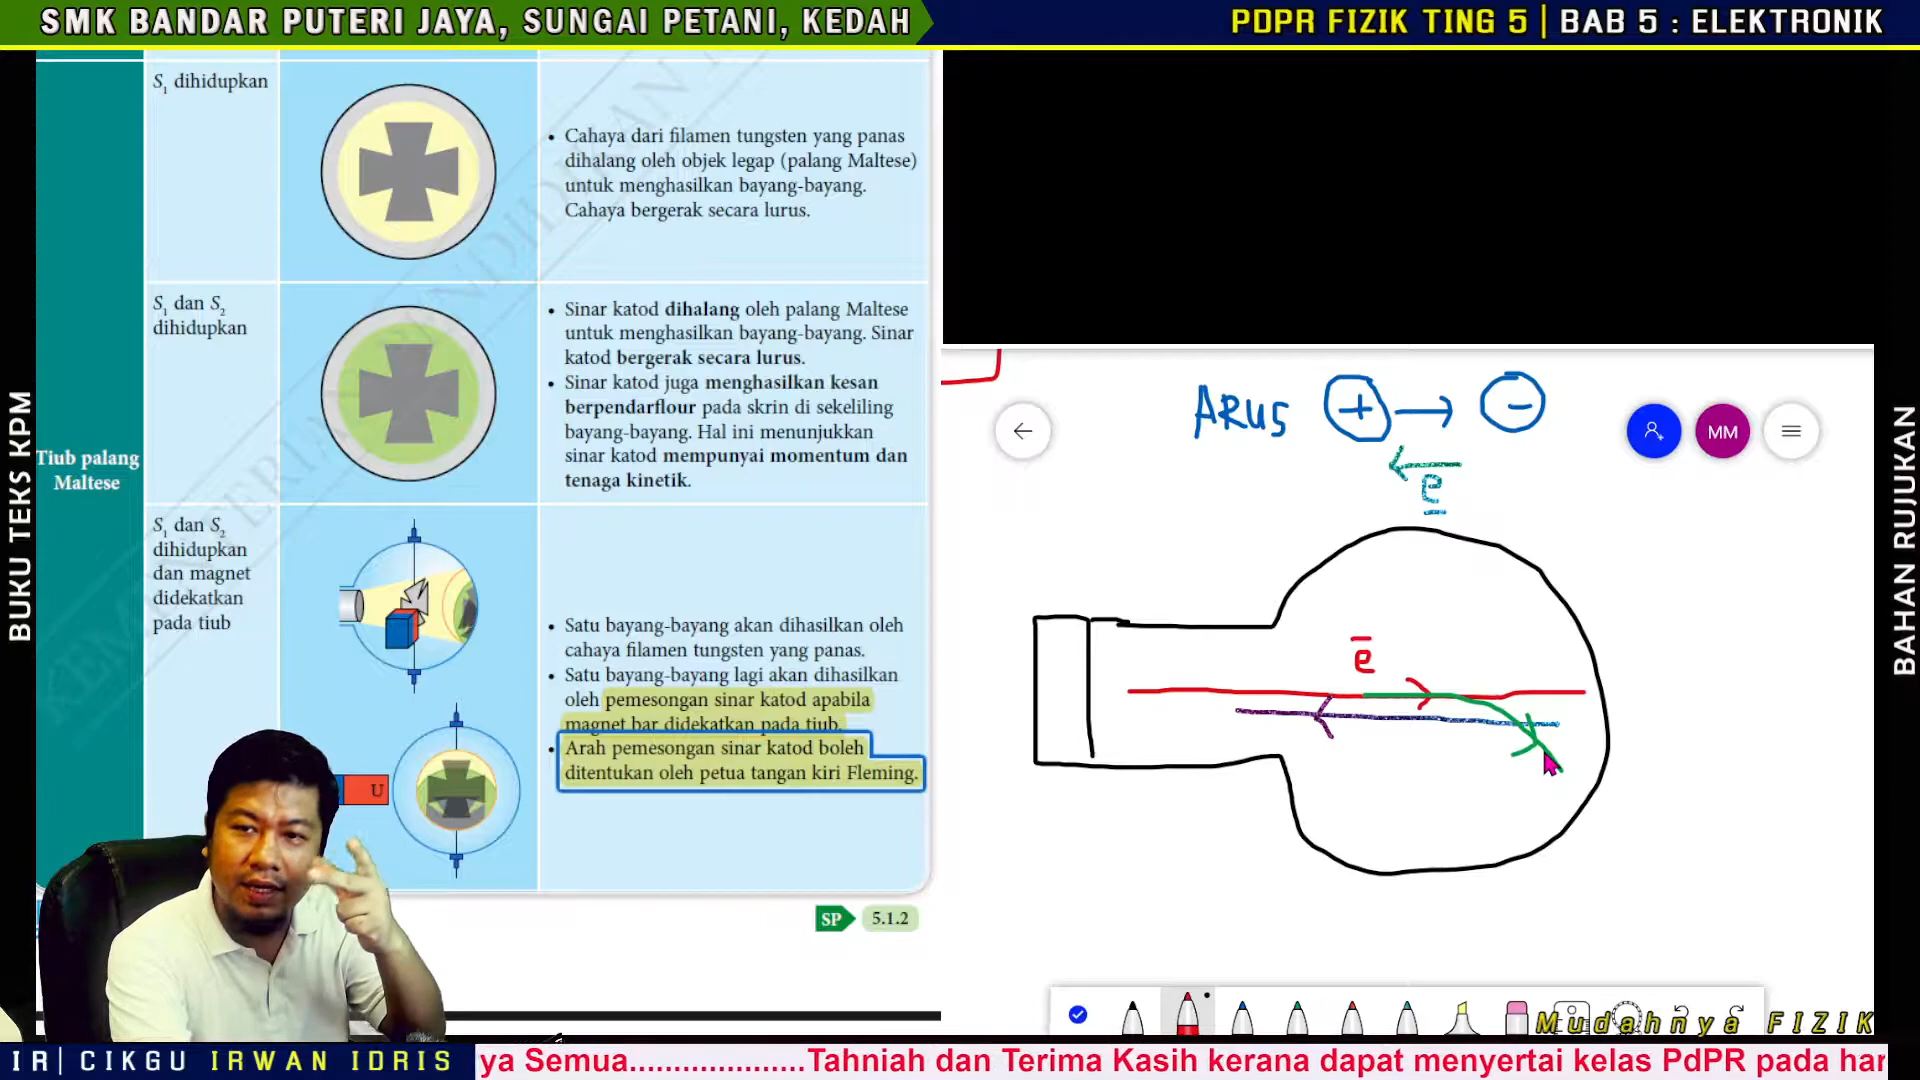 SMK BANDAR PUTERI JAYA, SUNGAI PETANI, KEDAH
PDPR FIZIK TING 5 | BAB 5 : ELEKTRONIK
BUKU TEKS KPM
Tiub palang
Maltese
S1 dihidupkan
• Cahaya dari filamen tungsten yang panas
dihalang oleh objek legap (palang Maltese)
untuk menghasilkan bayang-bayang.
Cahaya bergerak secara lurus.
S1 dan S2
dihidupkan
• Sinar katod dihalang oleh palang Maltese
untuk menghasilkan bayang-bayang. Sinar
katod bergerak secara lurus.
• Sinar katod juga menghasilkan kesan
berpendarflour pada skrin di sekeliling
bayang-bayang. Hal ini menunjukkan
sinar katod mempunyai momentum dan
tenaga kinetik.
S1 dan S2
dihidupkan
dan magnet
didekatkan
pada tiub
U
• Satu bayang-bayang akan dihasilkan oleh
cahaya filamen tungsten yang panas.
• Satu bayang-bayang lagi akan dihasilkan
oleh pemesongan sinar katod apabila
magnet bar didekatkan pada tiub.
• Arah pemesongan sinar katod boleh
ditentukan oleh petua tangan kiri Fleming.
SP 5.1.2
ARUS + → -
e
MM
e
BAHAN RUJUKAN
Mudahnya FIZIK
IR| CIKGU IRWAN IDRIS
ya Semua....................Tahniah dan Terima Kasih kerana dapat menyertai kelas PdPR pada har